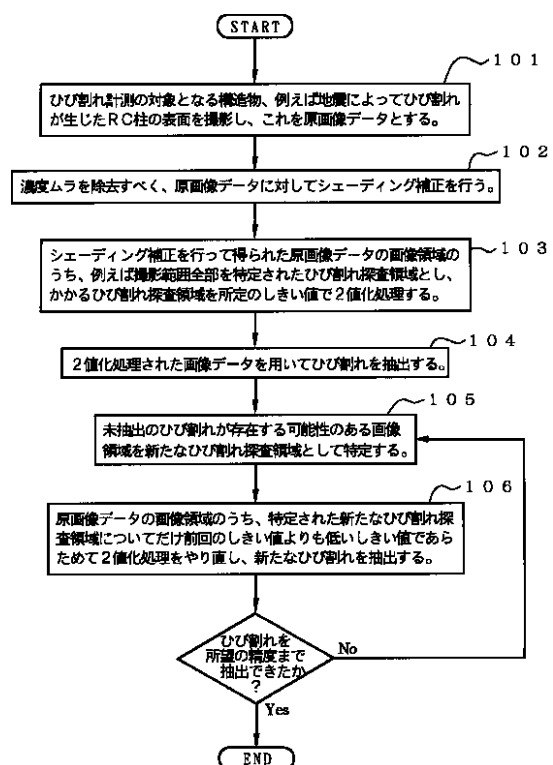 START
101
ひび割れ計測の対象となる構造物、例えば地震によってひび割れ
が生じたRC柱の表面を撮影し、これを原画像データとする。
102
濃度ムラを除去すべく、原画像データに対してシェーディング補正を行う。
103
シェーディング補正を行って得られた原画像データの画像領域の
うち、例えば撮影範囲全部を特定されたひび割れ探査領域とし、
かかるひび割れ探査領域を所定のしきい値で2値化処理する。
104
2値化処理された画像データを用いてひび割れを抽出する。
105
未抽出のひび割れが存在する可能性のある画像
領域を新たなひび割れ探査領域として特定する。
106
原画像データの画像領域のうち、特定された新たなひび割れ探
査領域についてだけ前回のしきい値よりも低いしきい値であら
ためて2値化処理をやり直し、新たなひび割れを抽出する。
ひび割れを
所望の精度まで
抽出できたか
?
No
Yes
END